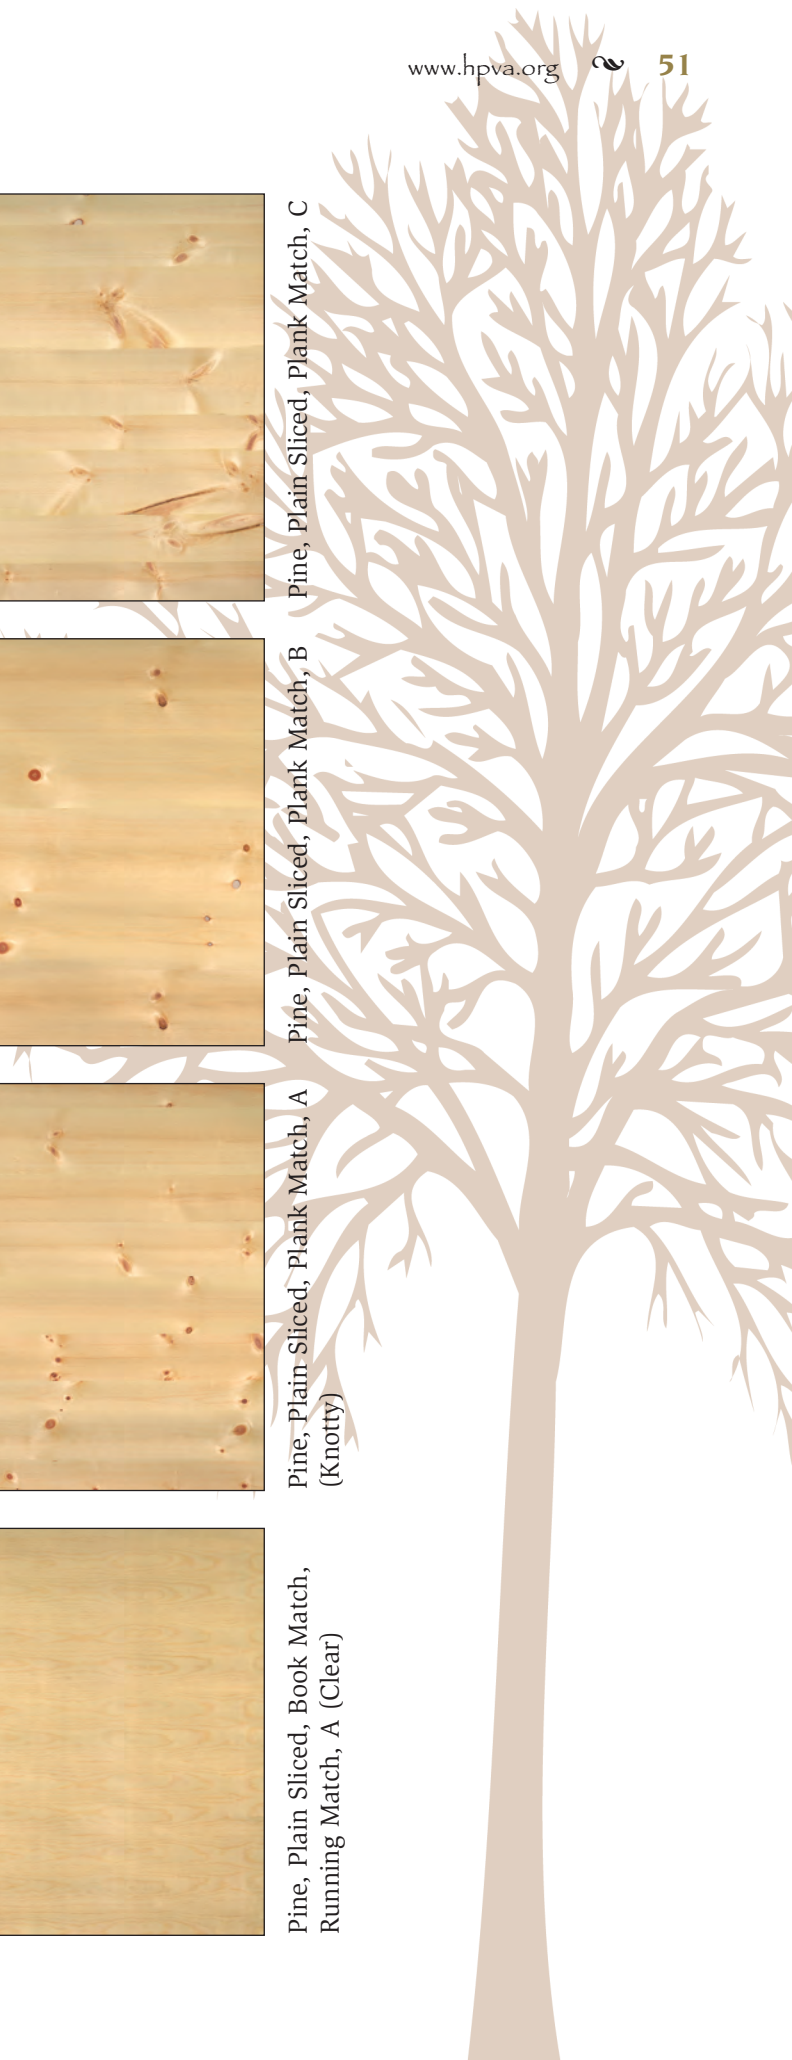 www.hpva.org 51
Pine, Plain Sliced, Plank Match, C
Pine, Plain Sliced, Plank Match, B
Pine, Plain Sliced, Plank Match, A
(Knotty)
Pine, Plain Sliced, Book Match,
Running Match, A (Clear)